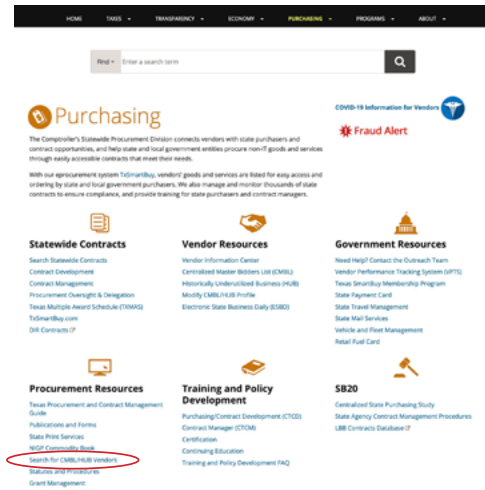 HOME TAXES TRANSPARENCY ECONOMY PURCHASING PROGRAMS ABOUT
Find Enter a search term
Purchasing
COVID-19 Information for Vendors
Fraud Alert
The Comptroller's Statewide Procurement Division connects vendors with state purchasers and
contract opportunities, and help state and local government entities procure non-IT goods and services
through easily accessible contracts that meet their needs.
With our eprocurement system TxSmartBuy, vendors' goods and services are listed for easy access and
ordering by state and local government purchasers. We also manage and monitor thousands of state
contracts to ensure compliance, and provide training for state purchasers and contract managers.
Statewide Contracts
Search Statewide Contracts
Contract Development
Contract Management
Procurement Oversight & Delegation
Texas Multiple Award Schedule (TXMAS)
TxSmartBuy.com
DIR Contracts
Vendor Resources
Vendor Information Center
Centralized Master Bidders List (CMBL)
Historically Underutilized Business (HUB)
Modify CMBL/HUB Profile
Electronic State Business Daily (ESBD)
Government Resources
Need Help? Contact the Outreach Team
Vendor Performance Tracking System (VPTS)
Texas SmartBuy Membership Program
State Payment Card
State Travel Management
State Mail Services
Vehicle and Fleet Management
Retail Fuel Card
Procurement Resources
Texas Procurement and Contract Management
Guide
Publications and Forms
State Print Services
NIGP Commodity Book
Search for CMBL/HUB Vendors
Statutes and Procedures
Grant Management
Training and Policy
Development
Purchasing/Contract Development (CTCD)
Contract Manager (CTCM)
Certification
Continuing Education
Training and Policy Development FAQ
SB20
Centralized State Purchasing Study
State Agency Contract Management Procedures
LBB Contracts Database